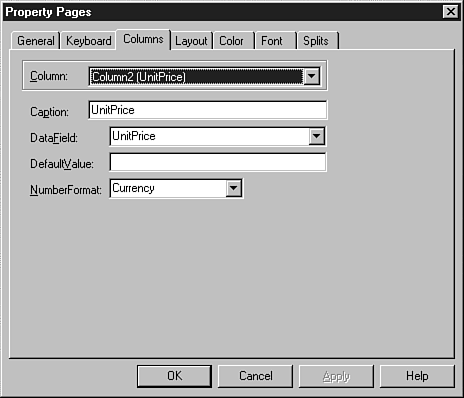 Property Pages
General Keyboard Columns Layout Color Font Splits
Column: Column2 (UnitPrice)
Caption: UnitPrice
DataField: UnitPrice
DefaultValue:
NumberFormat: Currency
OK Cancel Apply Help